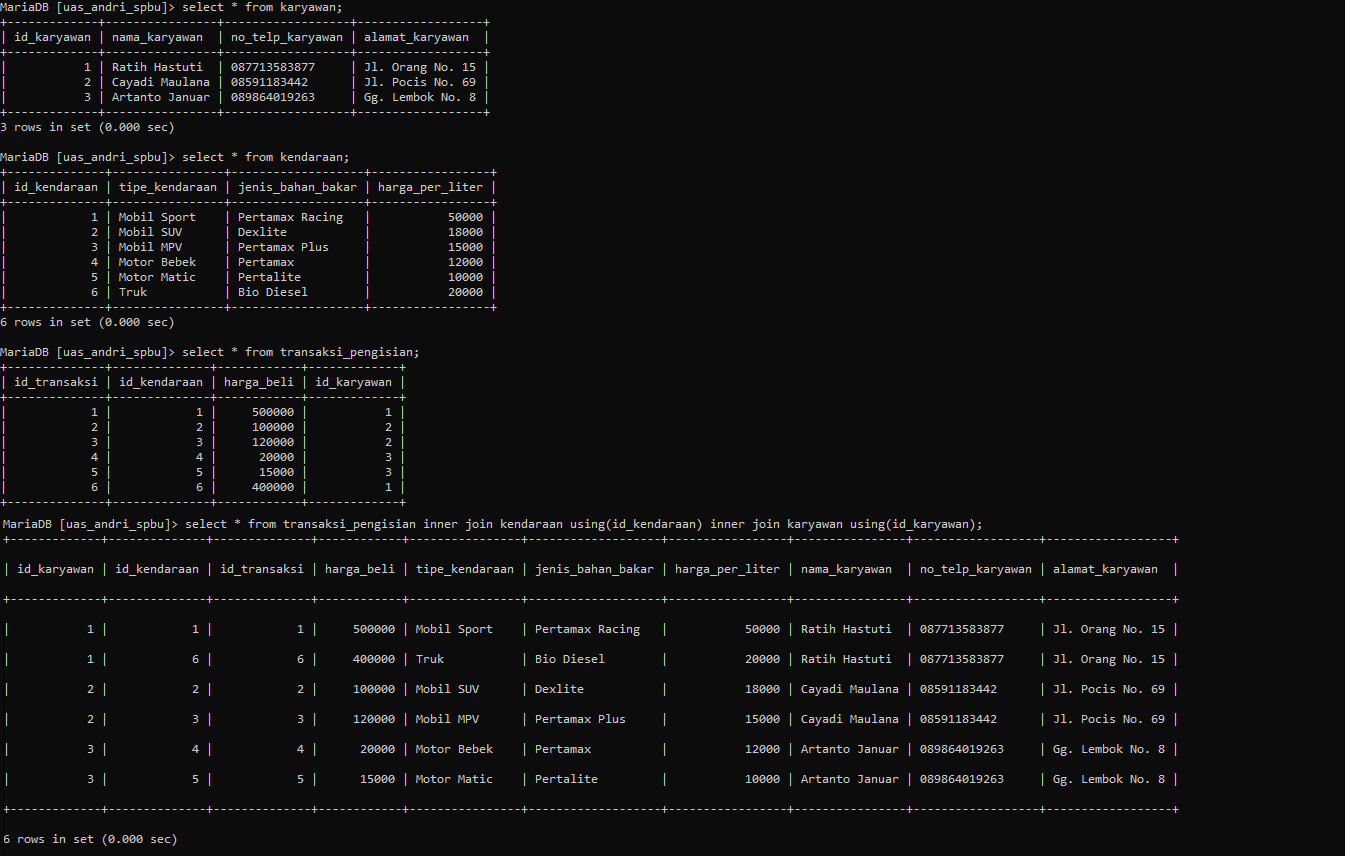 MariaDB [uas_andri_spbu]> select * from karyawan;
+-------------+----------------+------------------+------------------+
| id_karyawan | nama_karyawan  | no_telp_karyawan | alamat_karyawan  |
+-------------+----------------+------------------+------------------+
|           1 | Ratih Hastuti  | 087713583877     | Jl. Orang No. 15 |
|           2 | Cayadi Maulana | 08591183442      | Jl. Pocis No. 69 |
|           3 | Artanto Januar | 089864019263     | Gg. Lembok No. 8 |
+-------------+----------------+------------------+------------------+
3 rows in set (0.000 sec)
MariaDB [uas_andri_spbu]> select * from kendaraan;
+--------------+----------------+-------------------+-----------------+
| id_kendaraan | tipe_kendaraan | jenis_bahan_bakar | harga_per_liter |
+--------------+----------------+-------------------+-----------------+
|            1 | Mobil Sport    | Pertamax Racing   |           50000 |
|            2 | Mobil SUV      | Dexlite           |           18000 |
|            3 | Mobil MPV      | Pertamax Plus     |           15000 |
|            4 | Motor Bebek    | Pertamax          |           12000 |
|            5 | Motor Matic    | Pertalite         |           10000 |
|            6 | Truk           | Bio Diesel        |           20000 |
+--------------+----------------+-------------------+-----------------+
6 rows in set (0.000 sec)
MariaDB [uas_andri_spbu]> select * from transaksi_pengisian;
+--------------+--------------+------------+-------------+
| id_transaksi | id_kendaraan | harga_beli | id_karyawan |
+--------------+--------------+------------+-------------+
|            1 |            1 |     500000 |           1 |
|            2 |            2 |     100000 |           2 |
|            3 |            3 |     120000 |           2 |
|            4 |            4 |      20000 |           3 |
|            5 |            5 |      15000 |           3 |
|            6 |            6 |     400000 |           1 |
+--------------+--------------+------------+-------------+
MariaDB [uas_andri_spbu]> select * from transaksi_pengisian inner join kendaraan using(id_kendaraan) inner join karyawan using(id_karyawan);
+-------------+--------------+--------------+------------+----------------+-------------------+-----------------+----------------+------------------+------------------+
| id_karyawan | id_kendaraan | id_transaksi | harga_beli | tipe_kendaraan | jenis_bahan_bakar | harga_per_liter | nama_karyawan  | no_telp_karyawan | alamat_karyawan  |
+-------------+--------------+--------------+------------+----------------+-------------------+-----------------+----------------+------------------+------------------+
|           1 |            1 |            1 |     500000 | Mobil Sport    | Pertamax Racing   |           50000 | Ratih Hastuti  | 087713583877     | Jl. Orang No. 15 |
|           1 |            6 |            6 |     400000 | Truk           | Bio Diesel        |           20000 | Ratih Hastuti  | 087713583877     | Jl. Orang No. 15 |
|           2 |            2 |            2 |     100000 | Mobil SUV      | Dexlite           |           18000 | Cayadi Maulana | 08591183442      | Jl. Pocis No. 69 |
|           2 |            3 |            3 |     120000 | Mobil MPV      | Pertamax Plus     |           15000 | Cayadi Maulana | 08591183442      | Jl. Pocis No. 69 |
|           3 |            4 |            4 |      20000 | Motor Bebek    | Pertamax          |           12000 | Artanto Januar | 089864019263     | Gg. Lembok No. 8 |
|           3 |            5 |            5 |      15000 | Motor Matic    | Pertalite         |           10000 | Artanto Januar | 089864019263     | Gg. Lembok No. 8 |
+-------------+--------------+--------------+------------+----------------+-------------------+-----------------+----------------+------------------+------------------+
6 rows in set (0.000 sec)